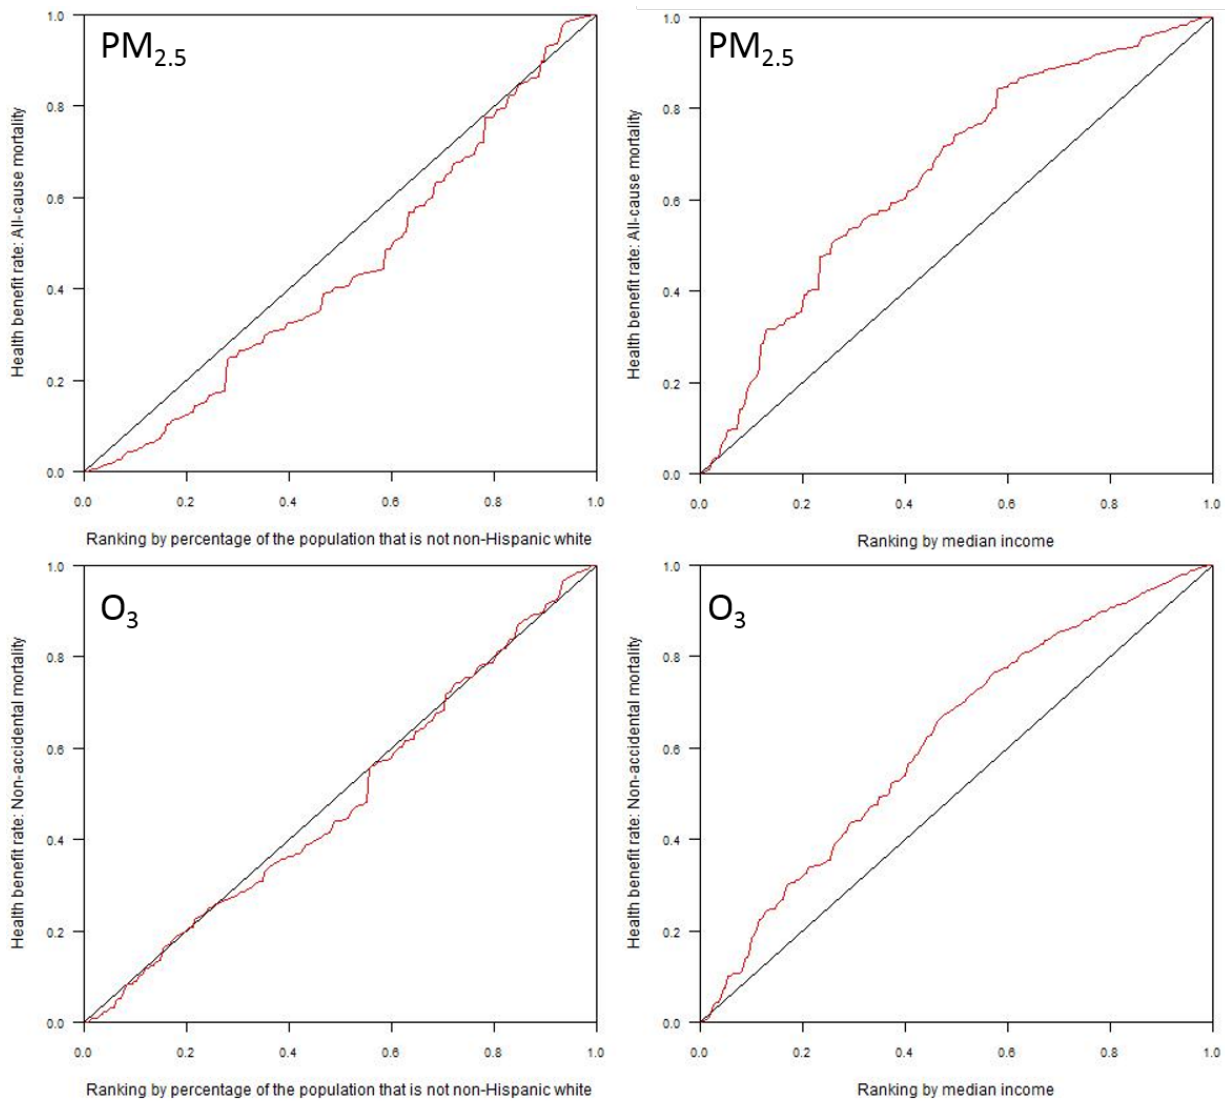 PM2.5
1.0
0.8
0.6
0.4
0.2
0.0
Health benefit rate: All-cause mortality
0.0 0.2 0.4 0.6 0.8 1.0
Ranking by percentage of the population that is not non-Hispanic white
PM2.5
1.0
0.8
0.6
0.4
0.2
0.0
Health benefit rate: All-cause mortality
0.0 0.2 0.4 0.6 0.8 1.0
Ranking by median income
O3
1.0
0.8
0.6
0.4
0.2
0.0
Health benefit rate: Non-accidental mortality
0.0 0.2 0.4 0.6 0.8 1.0
Ranking by percentage of the population that is not non-Hispanic white
O3
1.0
0.8
0.6
0.4
0.2
0.0
Health benefit rate: Non-accidental mortality
0.0 0.2 0.4 0.6 0.8 1.0
Ranking by median income